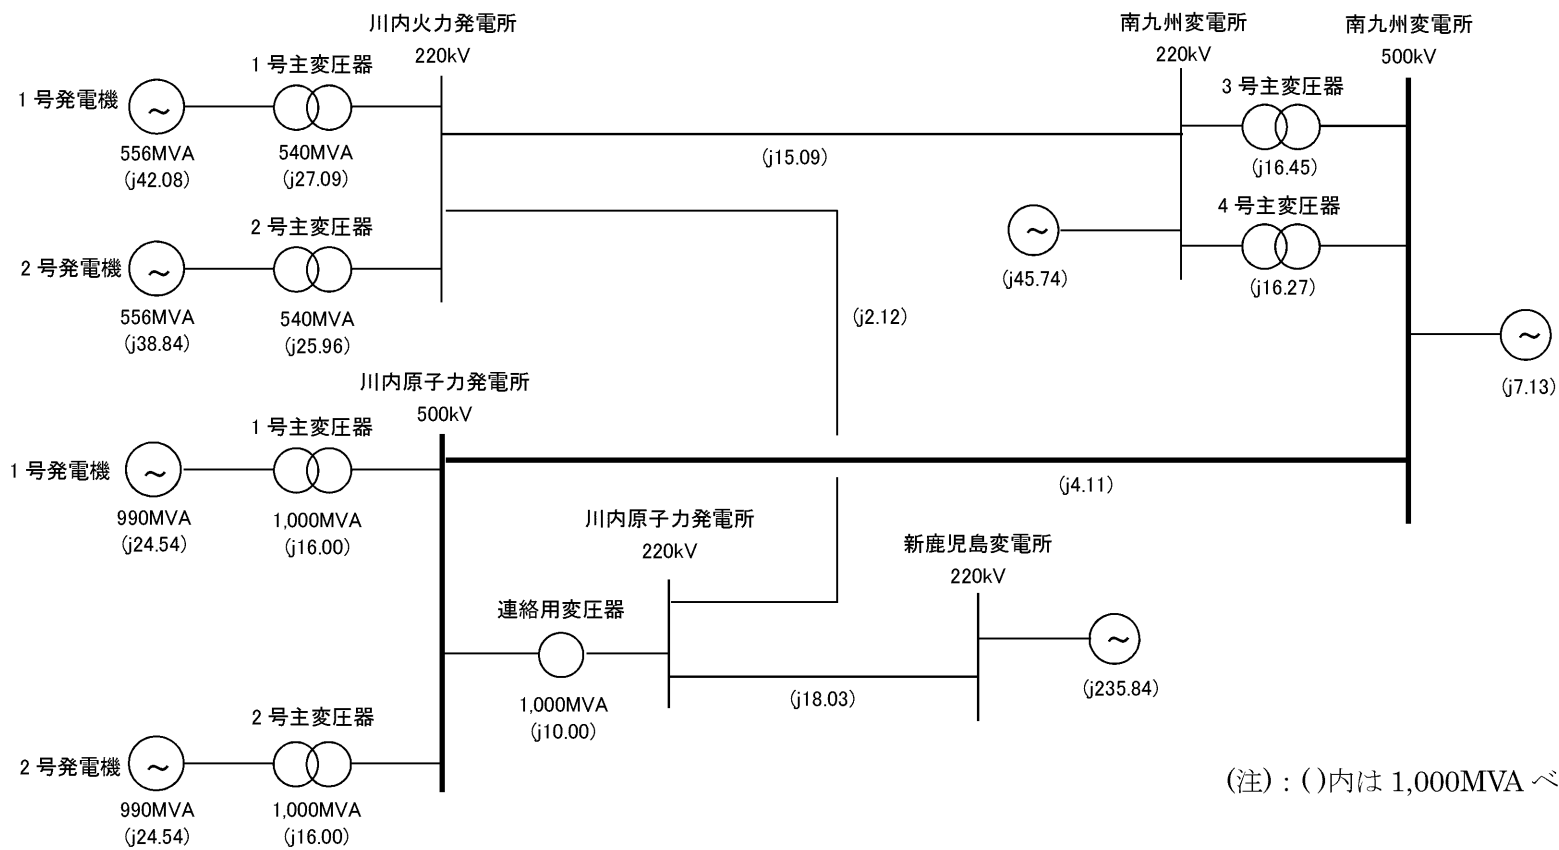 川内火力発電所
220kV
南九州変電所
220kV
南九州変電所
500kV
1号主変圧器
1号発電機
556MVA
(j42.08)
540MVA
(j27.09)
3号主変圧器
(j16.45)
(j15.09)
2号主変圧器
2号発電機
556MVA
(j38.84)
540MVA
(j25.96)
4号主変圧器
(j16.27)
(j45.74)
(j2.12)
(j7.13)
川内原子力発電所
500kV
1号主変圧器
1号発電機
990MVA
(j24.54)
1,000MVA
(j16.00)
(j4.11)
川内原子力発電所
220kV
新鹿児島変電所
220kV
連絡用変圧器
1,000MVA
(j10.00)
(j18.03)
(j235.84)
2号主変圧器
2号発電機
990MVA
(j24.54)
1,000MVA
(j16.00)
(注):( )内は 1,000MVA ベ